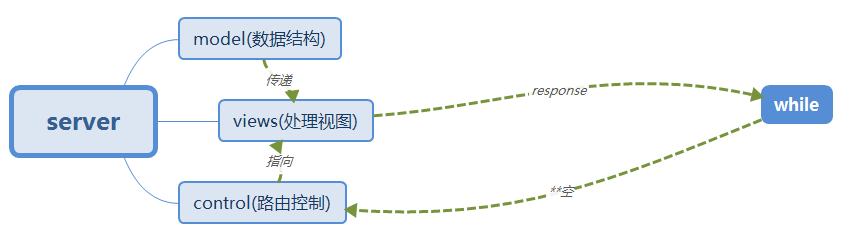 model(数据结构)
传递
response
server
views(处理视图)
while
指向
**空
control(路由控制)